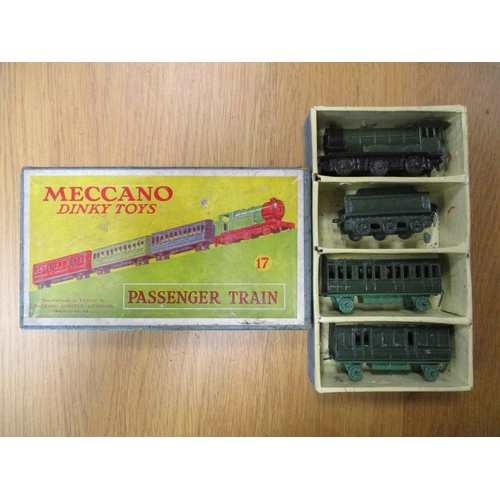 MECCANO
DINKY TOYS
17
PASSENGER TRAIN